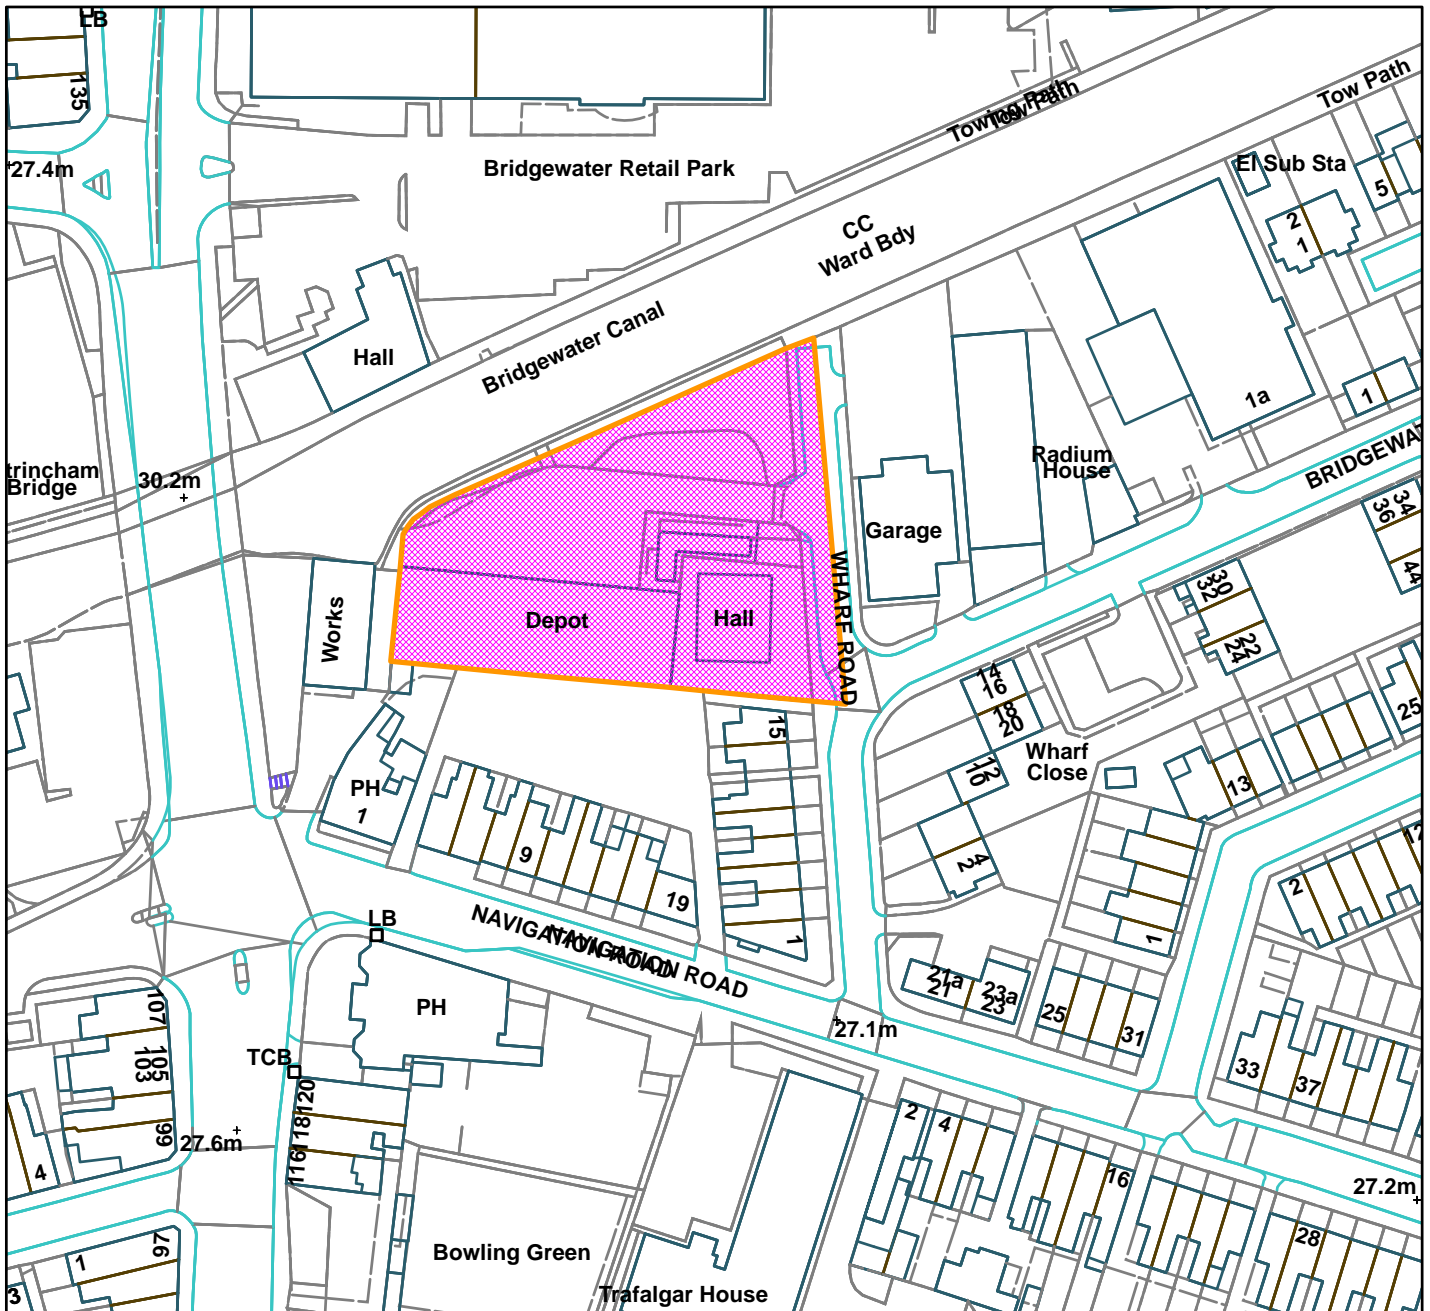 LB
135
27.4m
Bridgewater Retail Park
Towing Path
Tow Path
Tow Path
El Sub Sta
5
2
1
CC
Ward Bdy
Bridgewater Canal
Hall
1a
1
trincham
Bridge
30.2m
Radium
House
BRIDGEWAT
Garage
34
36
44
WHARF ROAD
Works
Depot
Hall
30
32
22
24
14
16
18
20
25
15
Wharf
Close
12
10
13
PH
1
9
4
2
2
17
19
LB
1
1
NAVIGATION ROAD
NAVIGATION ROAD
PH
21a
21
23a
23
25
31
27.1m
107
105
103
99
TCB
120
118
116
33
37
27.6m
2
4
16
4
27.2m
97
1
Bowling Green
28
3
Trafalgar House